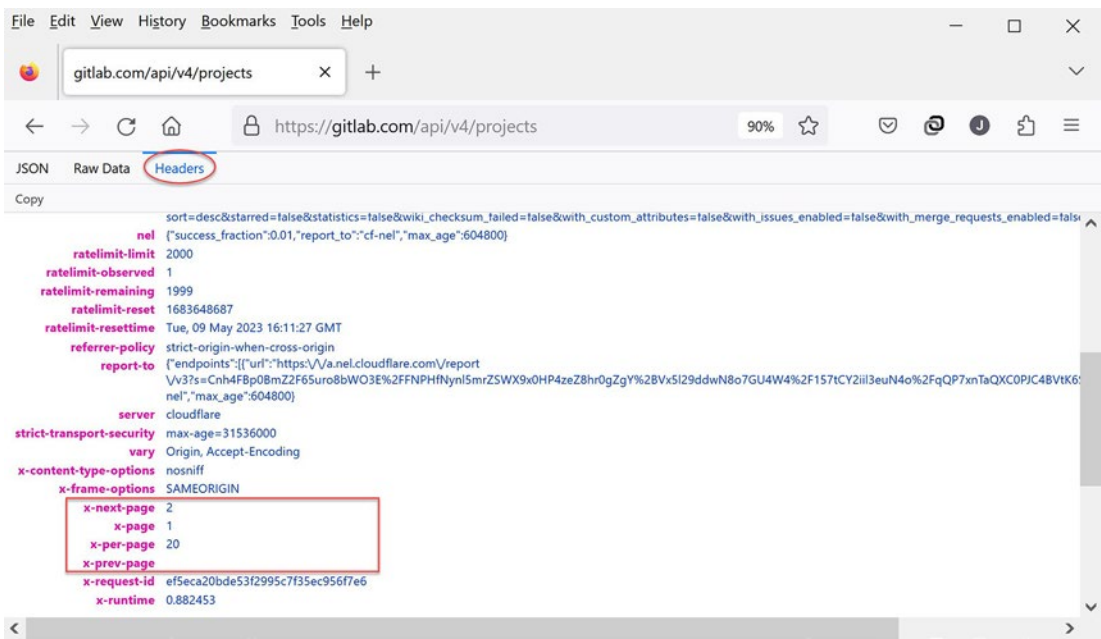 File Edit View History Bookmarks Tools Help
gitlab.com/api/v4/projects
https://gitlab.com/api/v4/projects 90% J
JSON Raw Data Headers
Copy
sort=desc&starred=false&statistics=false&wiki_checksum_failed=false&with_custom_attributes=false&with_issues_enabled=false&with_merge_requests_enabled=false
nel {"success_fraction":0.01,"report_to":"cf-nel","max_age":604800}
ratelimit-limit 2000
ratelimit-observed 1
ratelimit-remaining 1999
ratelimit-reset 1683648687
ratelimit-resettime Tue, 09 May 2023 16:11:27 GMT
referrer-policy strict-origin-when-cross-origin
report-to {"endpoints":[{"url":"https:\/\/a.nel.cloudflare.com\/report
nel","max_age":604800}
server cloudflare
strict-transport-security max-age=31536000
vary Origin, Accept-Encoding
x-content-type-options nosniff
x-frame-options SAMEORIGIN
x-next-page 2
x-page 1
x-per-page 20
x-prev-page
x-request-id ef5eca20bde53f2995c7f35ec956f7e6
x-runtime 0.882453